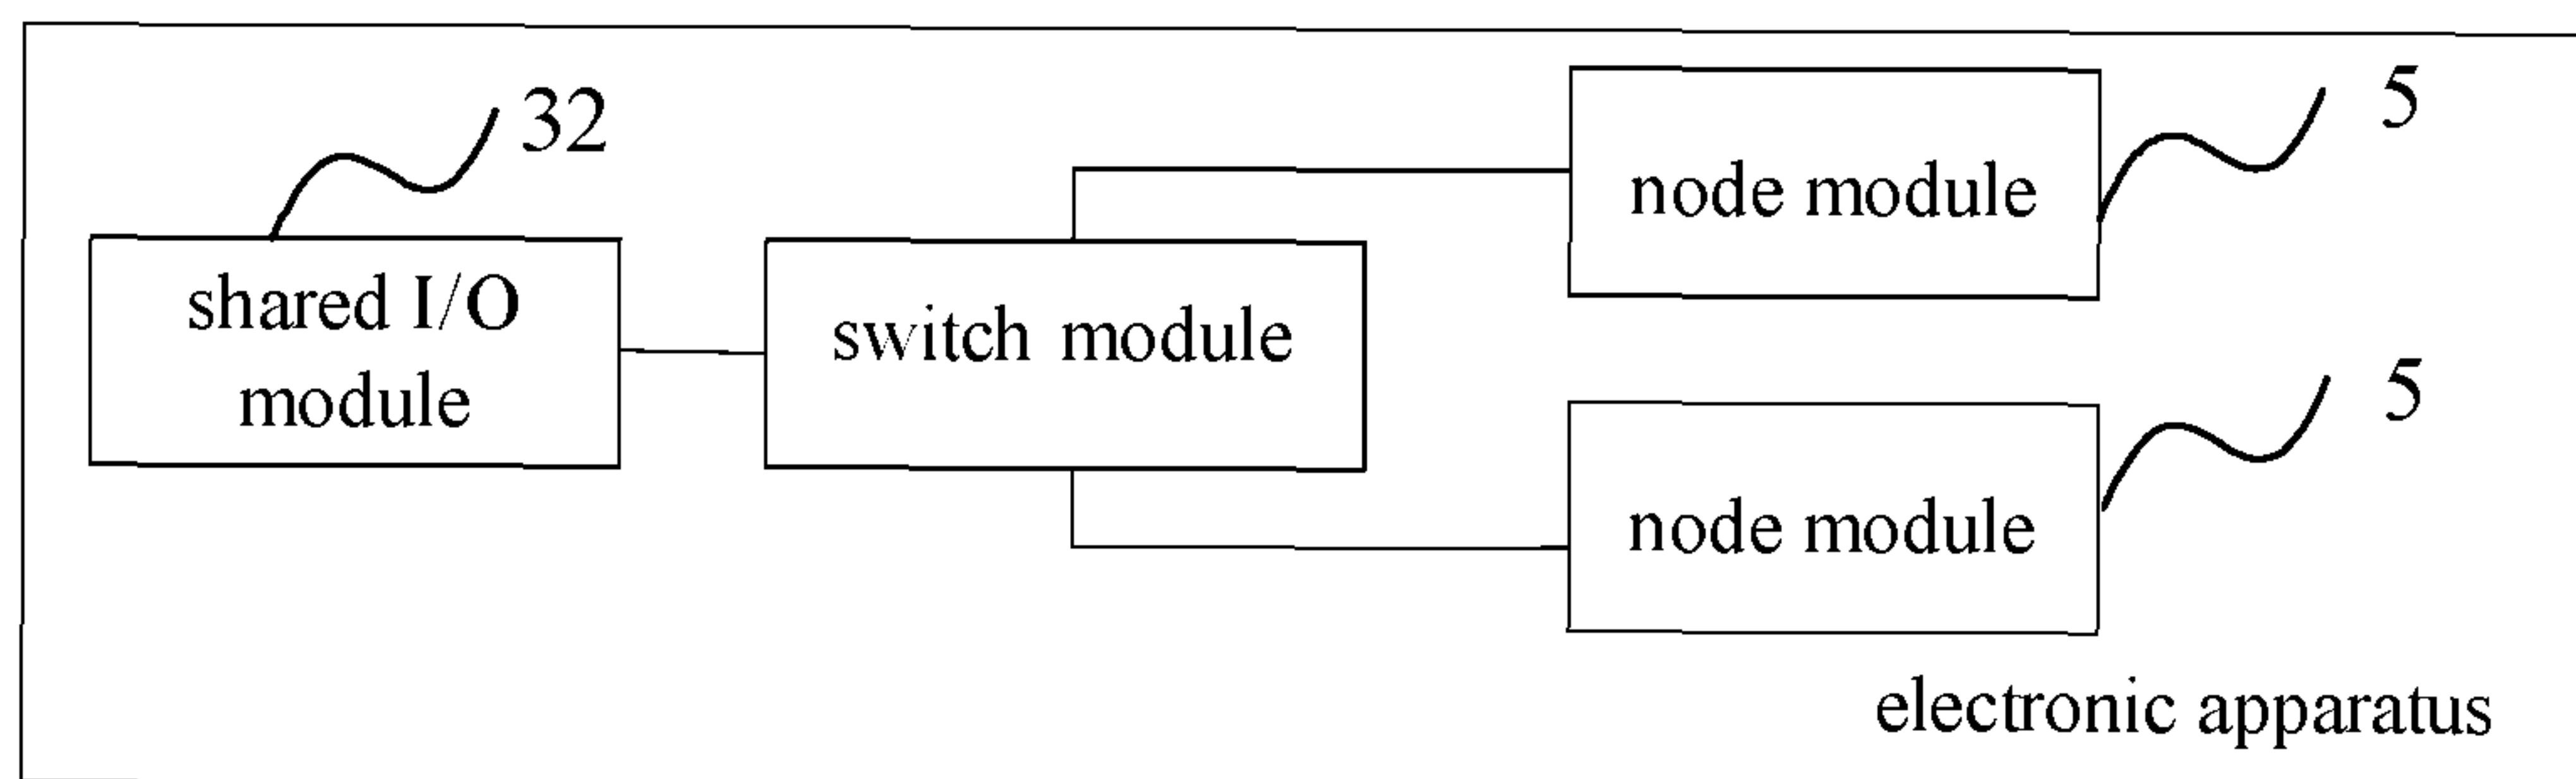 32
5
node module
shared I/O
module
switch module
5
node module
electronic apparatus